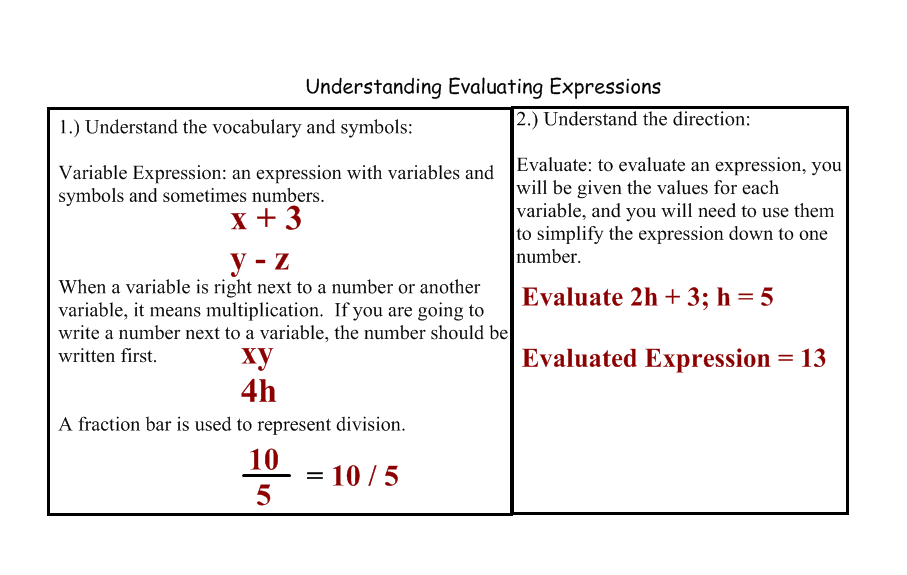 Understanding Evaluating Expressions
1.) Understand the vocabulary and symbols:
Variable Expression: an expression with variables and
symbols and sometimes numbers.
x + 3
y - z
When a variable is right next to a number or another
variable, it means multiplication.  If you are going to
write a number next to a variable, the number should be
written first.
xy
4h
A fraction bar is used to represent division.
10
5
= 10 / 5
2.) Understand the direction:
Evaluate: to evaluate an expression, you
will be given the values for each
variable, and you will need to use them
to simplify the expression down to one
number.
Evaluate 2h + 3; h = 5
Evaluated Expression = 13